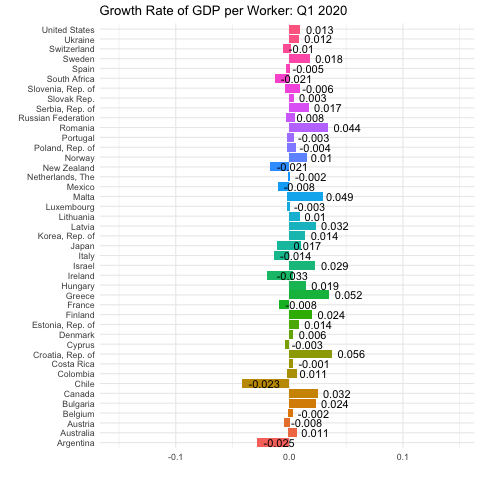 Growth Rate of GDP per Worker: Q1 2020
United States 0.013
Ukraine 0.012
Switzerland -0.01
Sweden 0.018
Spain -0.005
South Africa -0.021
Slovenia, Rep. of -0.006
Slovak Rep. 0.003
Serbia, Rep. of 0.017
Russian Federation 0.008
Romania 0.044
Portugal -0.003
Poland, Rep. of -0.004
Norway 0.01
New Zealand -0.021
Netherlands, The -0.002
Mexico -0.008
Malta 0.049
Luxembourg -0.003
Lithuania 0.01
Latvia 0.032
Korea, Rep. of 0.014
Japan 0.017
Italy -0.014
Israel 0.029
Ireland -0.033
Hungary 0.019
Greece 0.052
France -0.008
Finland 0.024
Estonia, Rep. of 0.014
Denmark 0.006
Cyprus -0.003
Croatia, Rep. of 0.056
Costa Rica -0.001
Colombia 0.011
Chile -0.023
Canada 0.032
Bulgaria 0.024
Belgium -0.002
Austria -0.008
Australia 0.011
Argentina -0.025
-0.1 0.0 0.1